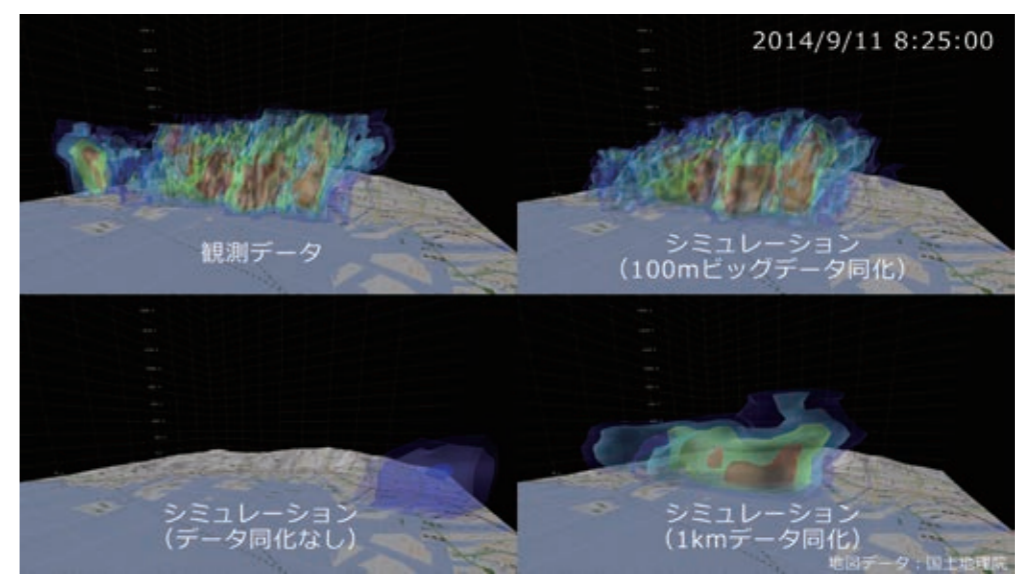 2014/9/11 8:25:00
観測データ
シミュレーション
（100mビッグデータ同化）
シミュレーション
（データ同化なし）
シミュレーション
（1kmデータ同化）
地図データ：国土地理院